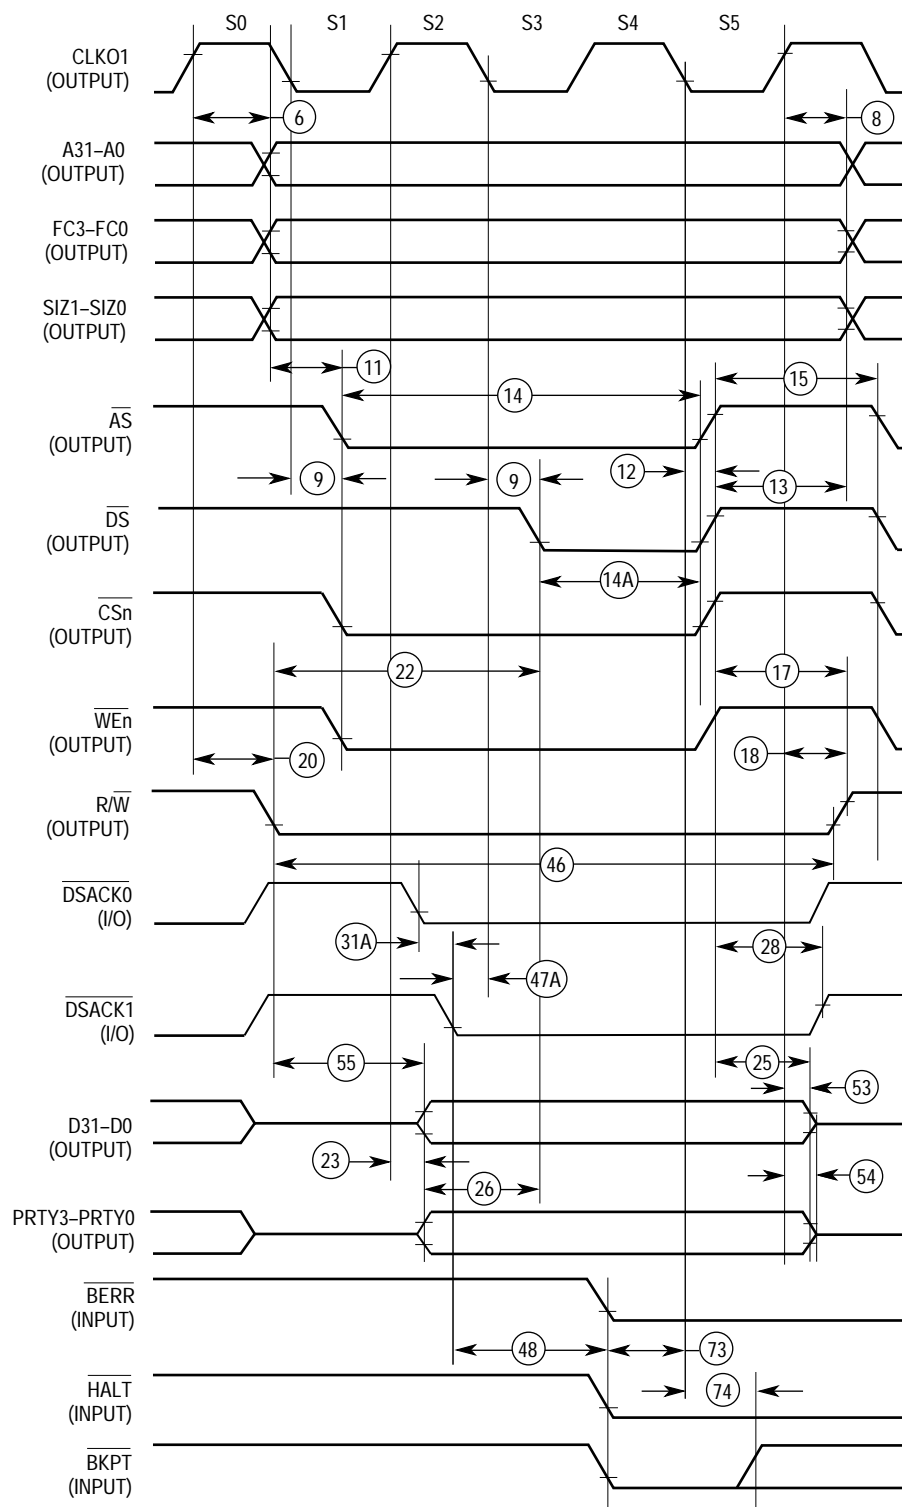 S0 S1 S2 S3 S4 S5
CLKO1
(OUTPUT)
6 8
A31–A0
(OUTPUT)
FC3–FC0
(OUTPUT)
SIZ1–SIZ0
(OUTPUT)
11 15
14
AS
(OUTPUT)
9 9 12 13
DS
(OUTPUT)
14A
CSn
(OUTPUT)
22 17
WEn
(OUTPUT)
20 18
R/W
(OUTPUT)
46
DSACK0
(I/O)
31A 28
47A
DSACK1
(I/O)
55 25
53
D31–D0
(OUTPUT)
23 54
26
PRTY3–PRTY0
(OUTPUT)
BERR
(INPUT)
48 73
74
HALT
(INPUT)
BKPT
(INPUT)